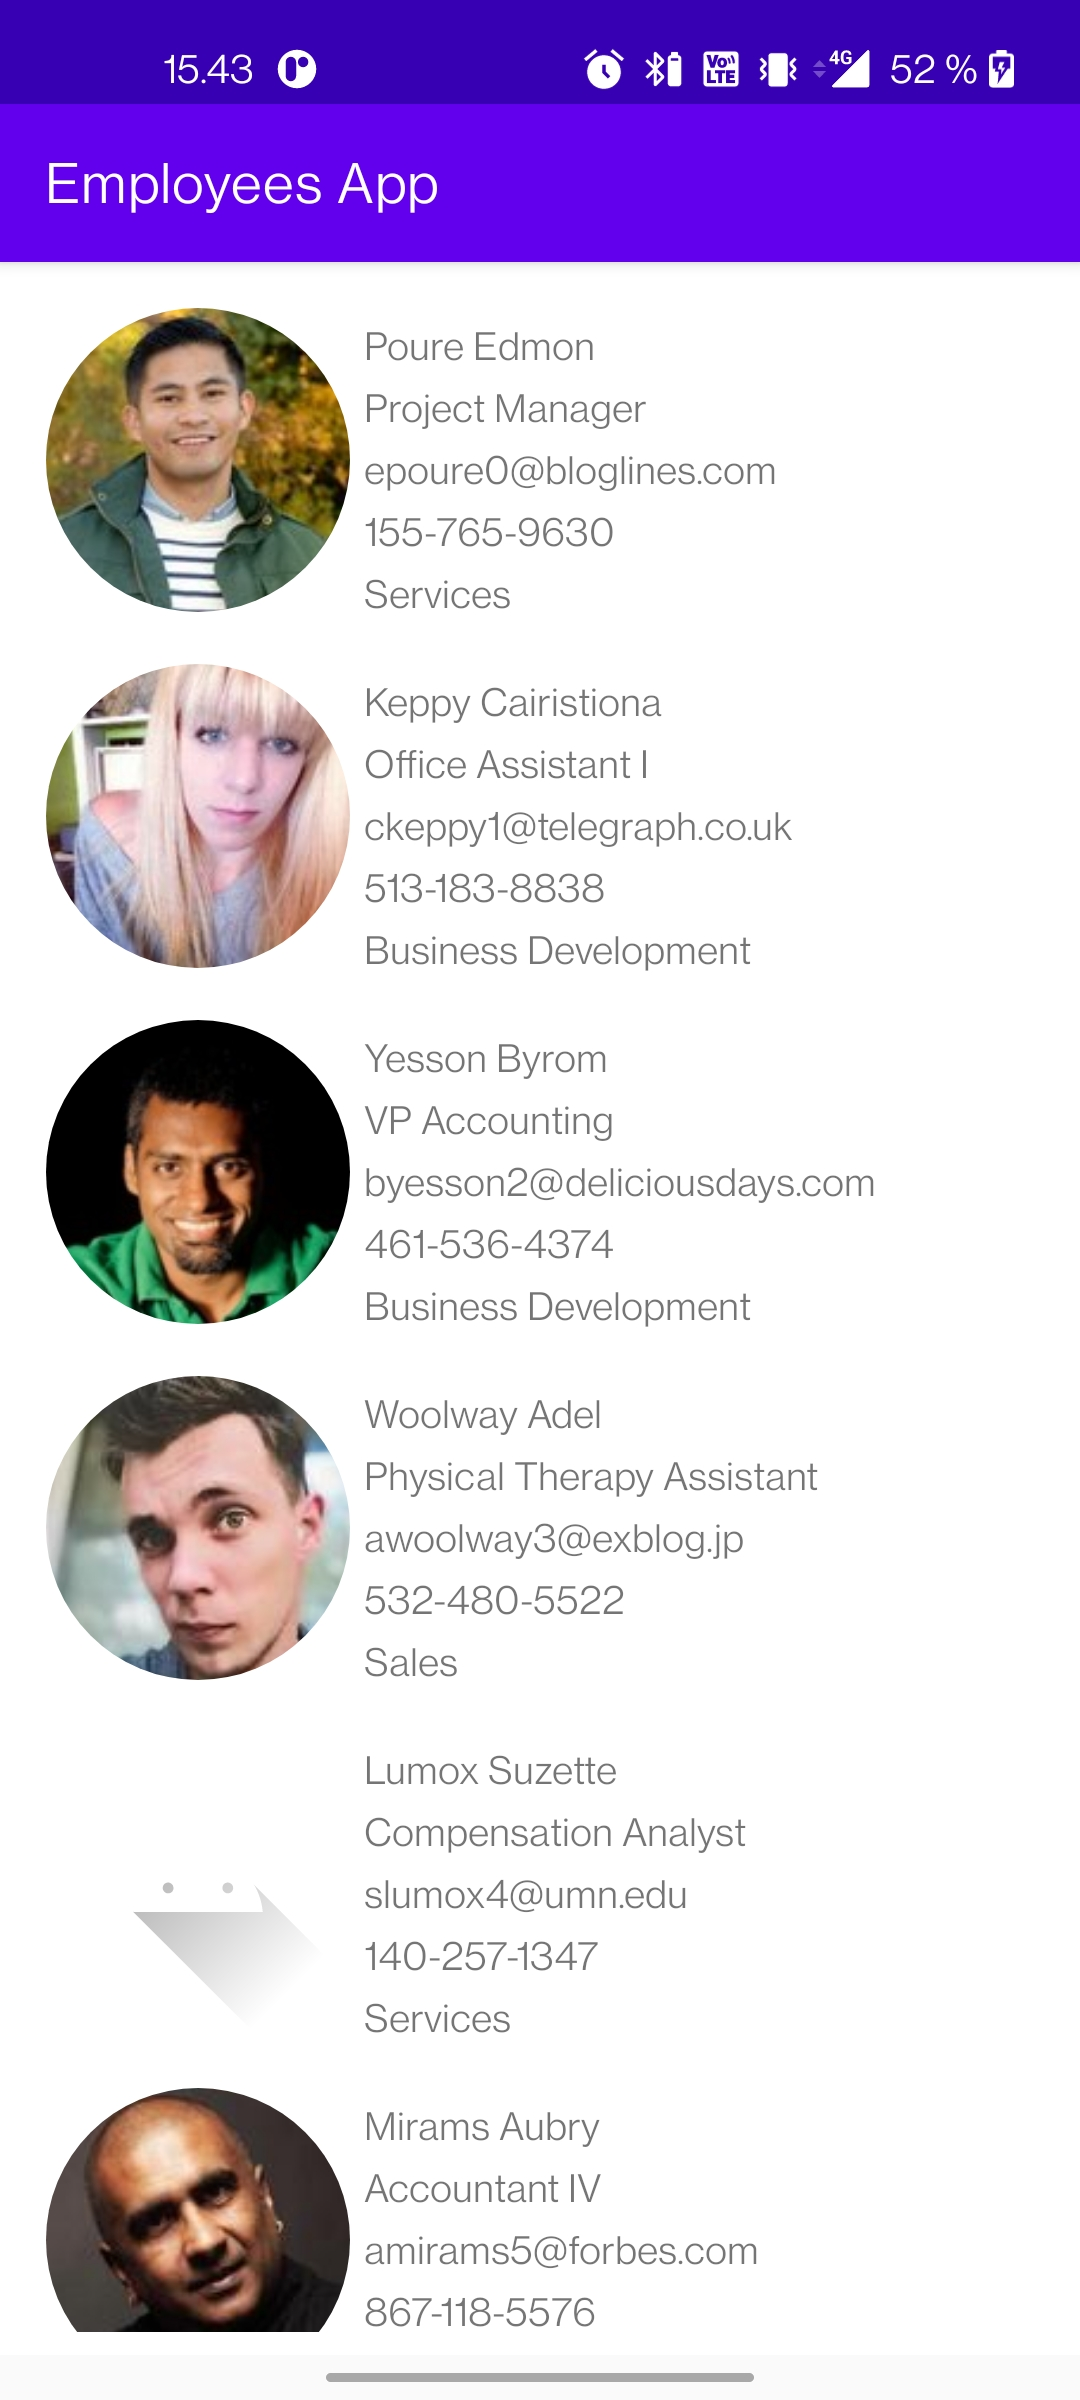 15.43
Vo LTE 4G 52 %
Employees App
Poure Edmon
Project Manager
epoure0@bloglines.com
155-765-9630
Services
Keppy Cairistiona
Office Assistant I
ckeppy1@telegraph.co.uk
513-183-8838
Business Development
Yesson Byrom
VP Accounting
byesson2@deliciousdays.com
461-536-4374
Business Development
Woolway Adel
Physical Therapy Assistant
awoolway3@exblog.jp
532-480-5522
Sales
Lumox Suzette
Compensation Analyst
slumox4@umn.edu
140-257-1347
Services
Mirams Aubry
Accountant IV
amirams5@forbes.com
867-118-5576